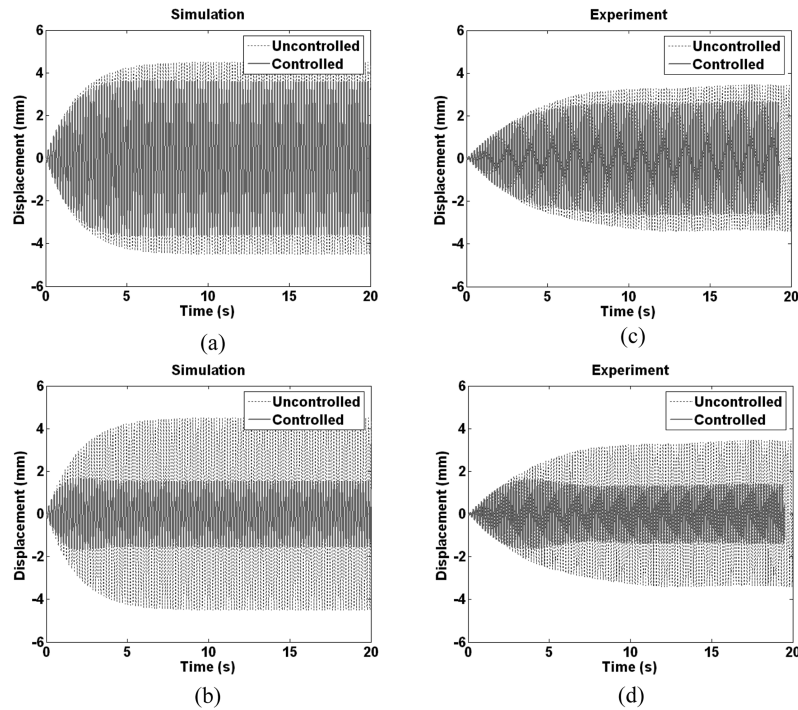 Simulation
6
4
2
0
-2
-4
-6
Displacement (mm)
Uncontrolled
Controlled
0
5
10
15
20
Time (s)
(a)
Experiment
6
4
2
0
-2
-4
-6
Displacement (mm)
Uncontrolled
Controlled
0
5
10
15
20
Time (s)
(c)
Simulation
6
4
2
0
-2
-4
-6
Displacement (mm)
Uncontrolled
Controlled
0
5
10
15
20
Time (s)
(b)
Experiment
6
4
2
0
-2
-4
-6
Displacement (mm)
Uncontrolled
Controlled
0
5
10
15
20
Time (s)
(d)